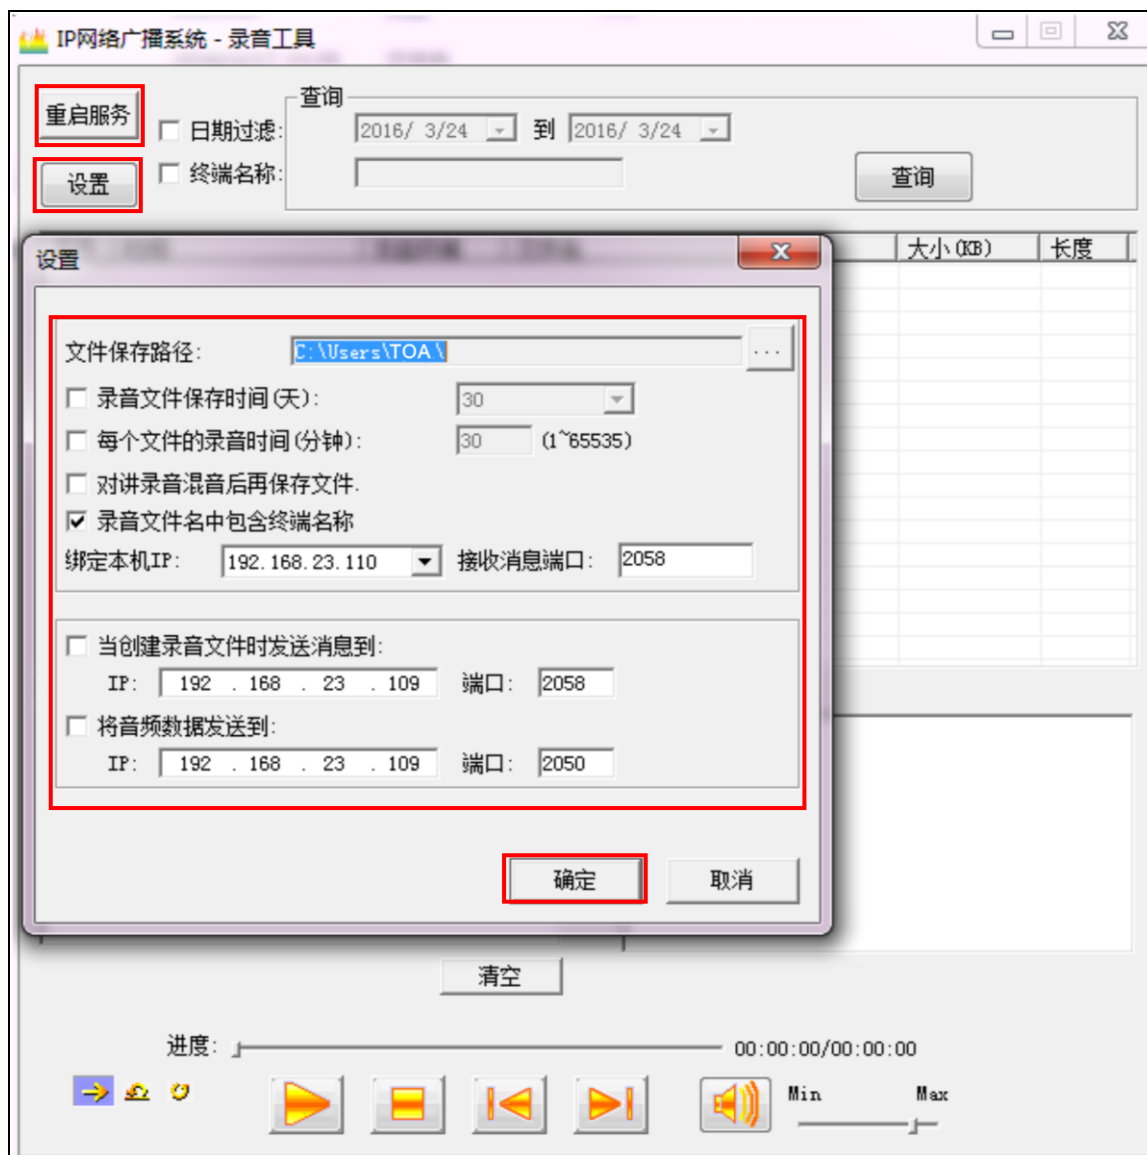 IP网络广播系统 - 录音工具
重启服务
查询
日期过滤:
2016/ 3/24
到
2016/ 3/24
设置
终端名称:
查询
大小(KB)
长度
设置
文件保存路径:
C:\Users\TOA\
...
录音文件保存时间(天):
30
每个文件的录音时间(分钟):
30
(1~65535)
对讲录音混音后再保存文件.
录音文件名中包含终端名称
绑定本机IP:
192.168.23.110
接收消息端口:
2058
当创建录音文件时发送消息到:
IP:
192 . 168 . 23 . 109
端口:
2058
将音频数据发送到:
IP:
192 . 168 . 23 . 109
端口:
2050
确定
取消
清空
进度:
00:00:00/00:00:00
Min
Max